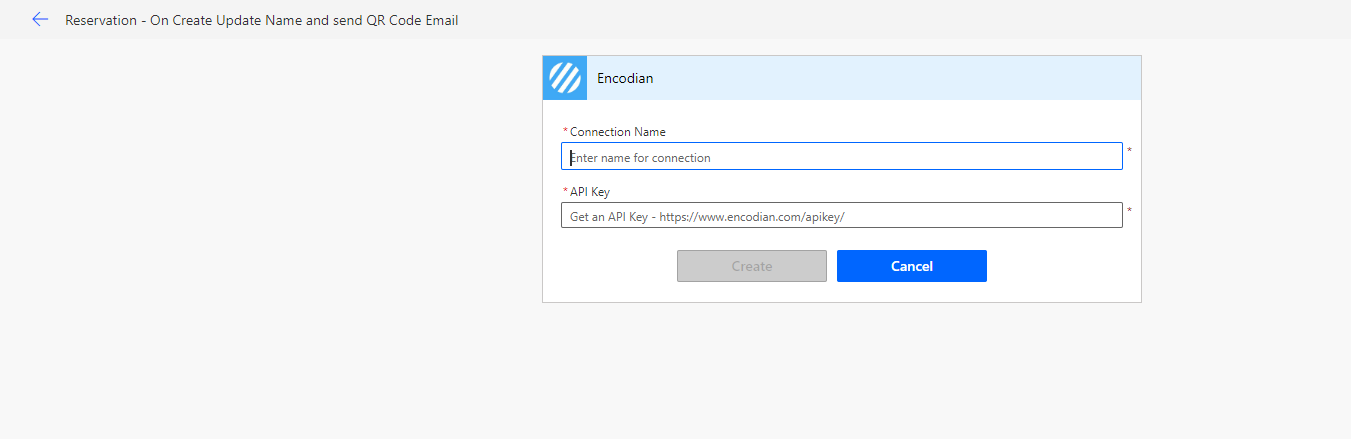 Reservation - On Create Update Name and send QR Code Email
Encodian
* Connection Name
Enter name for connection *
* API Key
Get an API Key - https://www.encodian.com/apikey/ *
Create Cancel